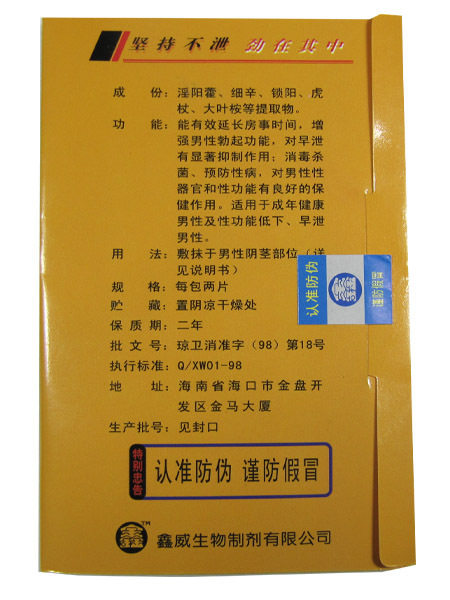 坚持不泄 劲在其中
成 份：淫阳藿、细辛、锁阳、虎
杖、大叶桉等提取物。
功 能：能有效延长房事时间，增
强男性勃起功能，对早泄
有显著抑制作用；消毒杀
菌、预防性病，对男性性
器官和性功能有良好的保
健作用。适用于成年健康
男性及性功能低下、早泄
男性。
用 法：敷抹于男性阴茎部位（详
见说明书）
规 格：每包两片
贮 藏：置阴凉干燥处
保 质 期：二年
批 文 号：琼卫消准字（98）第18号
执行标准：Q/XW01-98
地 址：海南省海口市金盘开
发区金马大厦
生产批号：见封口
认准防伪
谨防假冒
特别忠告
认准防伪 谨防假冒
TM
鑫威生物制剂有限公司